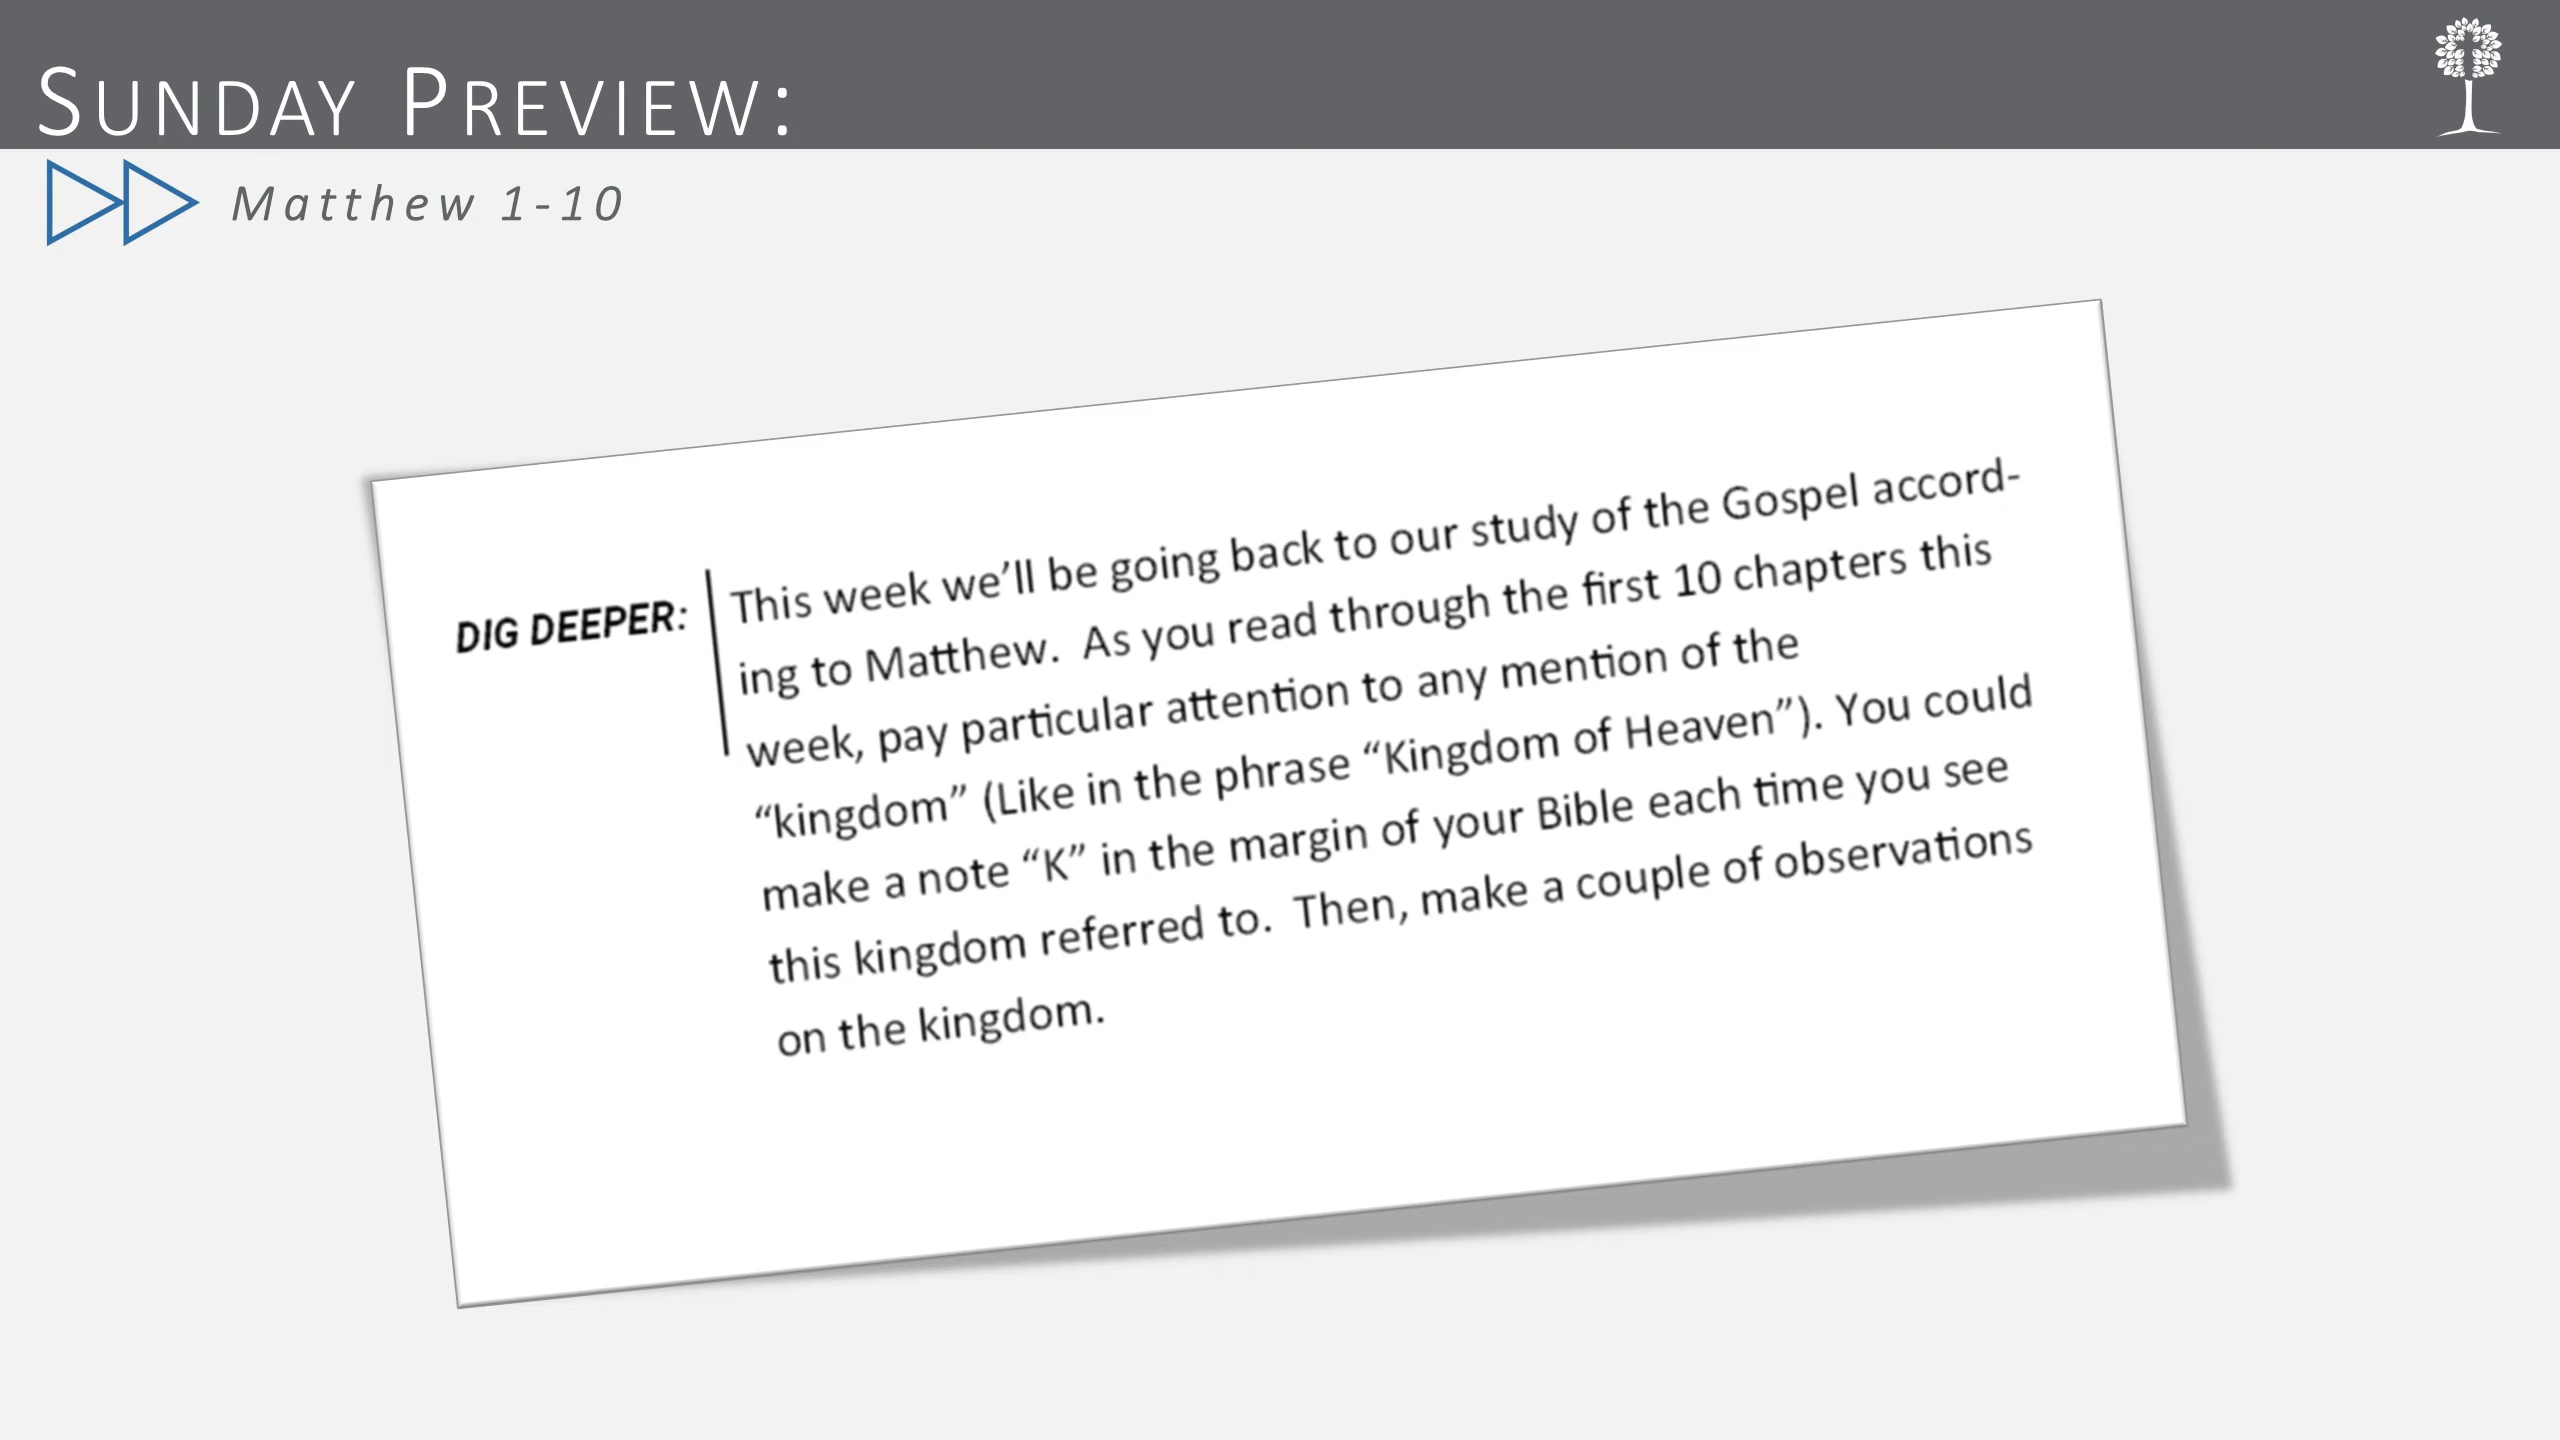 SUNDAY PREVIEW:
Matthew 1-10
DIG DEEPER:
This week we’ll be going back to our study of the Gospel accord-
ing to Matthew.  As you read through the first 10 chapters this
week, pay particular attention to any mention of the
“kingdom” (Like in the phrase “Kingdom of Heaven”). You could
make a note “K” in the margin of your Bible each time you see
this kingdom referred to.  Then, make a couple of observations
on the kingdom.